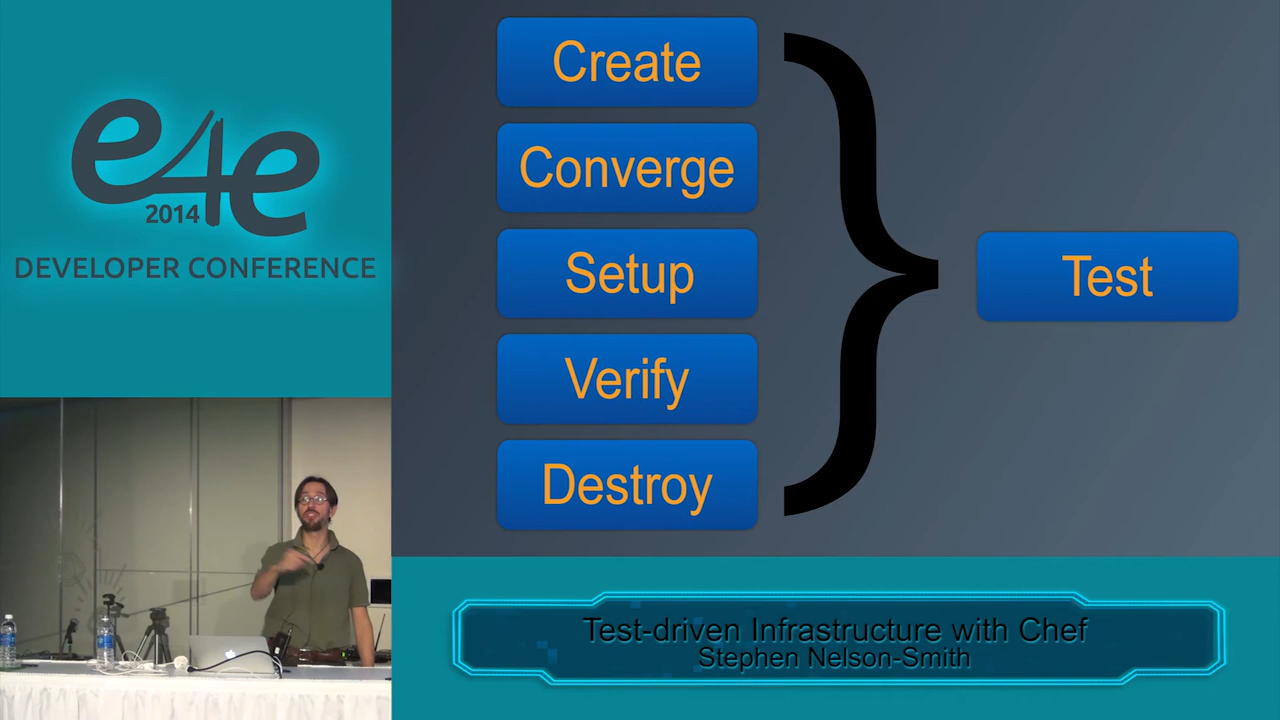 e4e
2014
DEVELOPER CONFERENCE
Create
Converge
Setup
Verify
Destroy
Test
Test-driven Infrastructure with Chef
Stephen Nelson-Smith